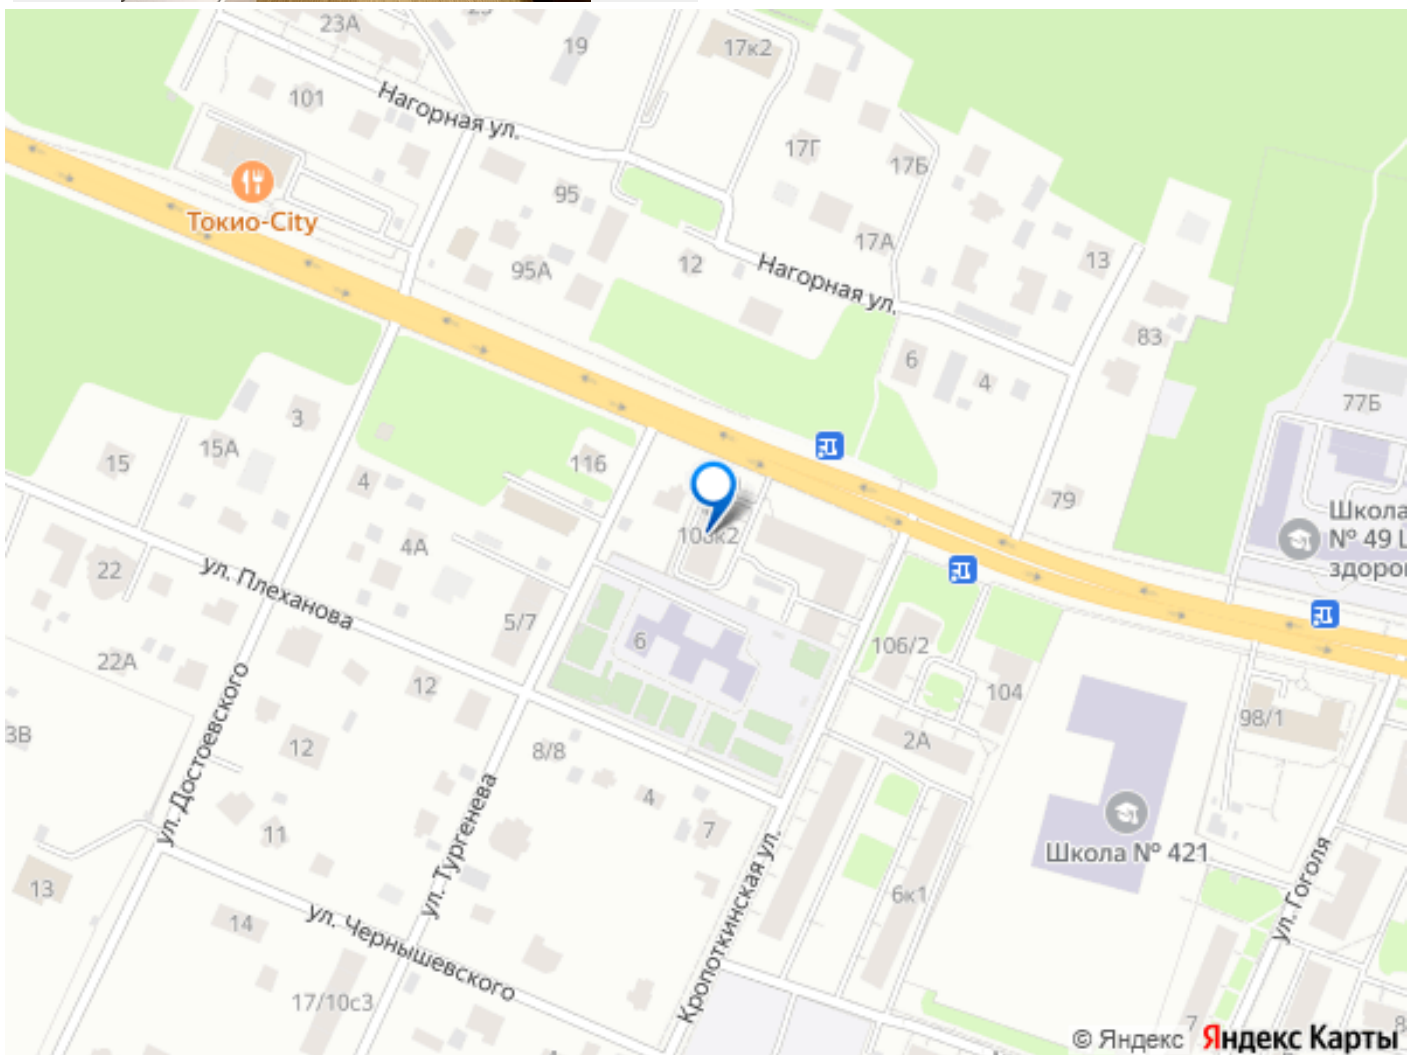 23А
19
17к2
101
Нагорная ул.
17Г
17Б
95
Токио-City
17А
12
95А
Нагорная ул.
13
83
6
4
77Б
3
15А
15
116
4
79
Школа
№ 49 Ц
здоро
4А
22
ул. Плеханова
5/7
6
106/2
22А
12
104
98/1
3В
12
2А
8/8
ул. Достоевского
4
7
11
ул. Тургенева
Школа № 421
13
6к1
14
ул. Чернышевского
Кропоткинская ул.
ул. Гоголя
17/10с3
7
8
© Яндекс Яндекс Карты